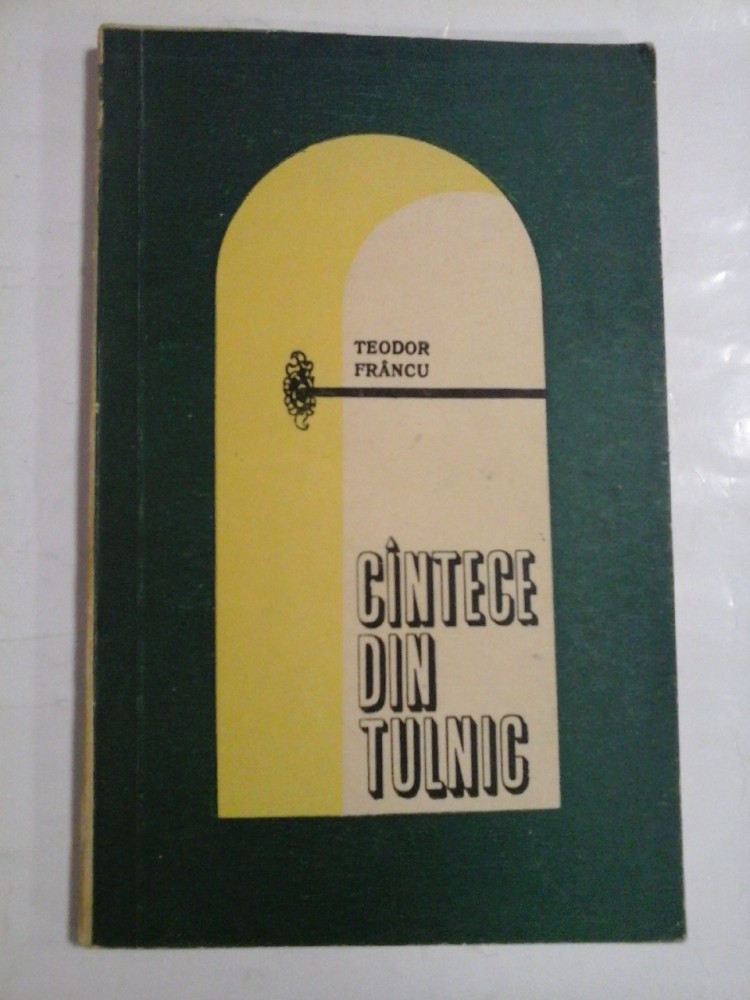 TEODOR
FRÂNCU
CÎNTECE
DIN
TULNIC